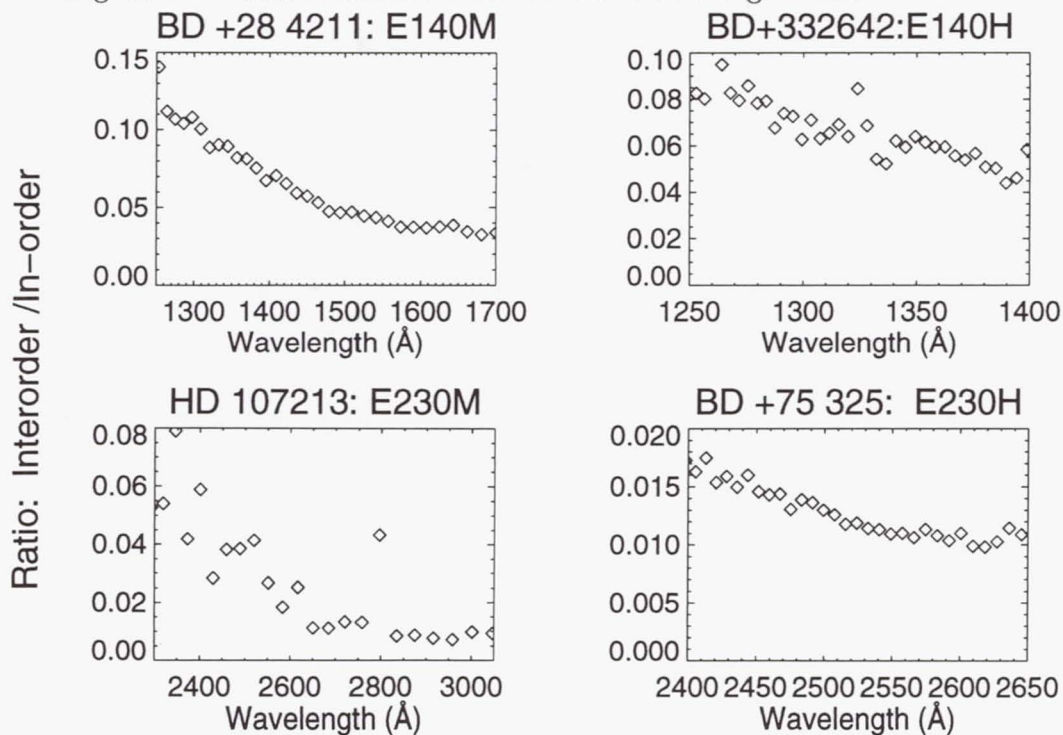 BD +28 4211: E140M
0.15
0.10
0.05
0.00
1300 1400 1500 1600 1700
Wavelength (Å)
BD+332642:E140H
0.10
0.08
0.06
0.04
0.02
0.00
1250 1300 1350 1400
Wavelength (Å)
Ratio: Interorder /In-order
HD 107213: E230M
0.08
0.06
0.04
0.02
0.00
2400 2600 2800 3000
Wavelength (Å)
BD +75 325: E230H
0.020
0.015
0.010
0.005
0.000
2400 2450 2500 2550 2600 2650
Wavelength (Å)